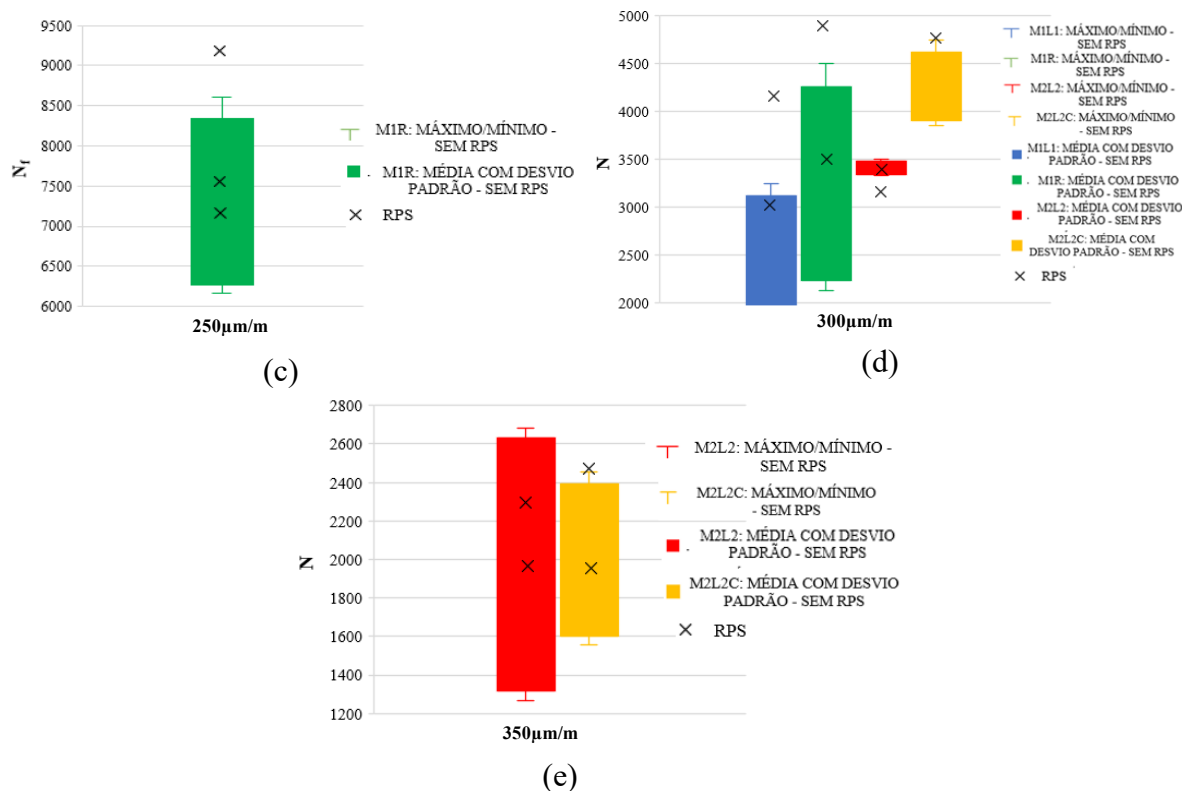 9500
9000
8500
8000
7500
7000
6500
6000
N_f
250µm/m
M1R: MÁXIMO/MÍNIMO -
SEM RPS
M1R: MÉDIA COM DESVIO
PADRÃO - SEM RPS
RPS
(c)
5000
4500
4000
3500
3000
2500
2000
N
300µm/m
M1L1: MÁXIMO/MÍNIMO -
SEM RPS
M1R: MÁXIMO/MÍNIMO -
SEM RPS
M2L2: MÁXIMO/MÍNIMO -
SEM RPS
M2L2C: MÁXIMO/MÍNIMO
- SEM RPS
M1L1: MÉDIA COM DESVIO
PADRÃO - SEM RPS
M1R: MÉDIA COM DESVIO
PADRÃO - SEM RPS
M2L2: MÉDIA COM DESVIO
PADRÃO - SEM RPS
M2L2C: MÉDIA COM
DESVIO PADRÃO - SEM RPS
RPS
(d)
2800
2600
2400
2200
2000
1800
1600
1400
1200
N
350µm/m
M2L2: MÁXIMO/MÍNIMO -
SEM RPS
M2L2C: MÁXIMO/MÍNIMO
- SEM RPS
M2L2: MÉDIA COM DESVIO
PADRÃO - SEM RPS
M2L2C: MÉDIA COM DESVIO
PADRÃO - SEM RPS
RPS
(e)